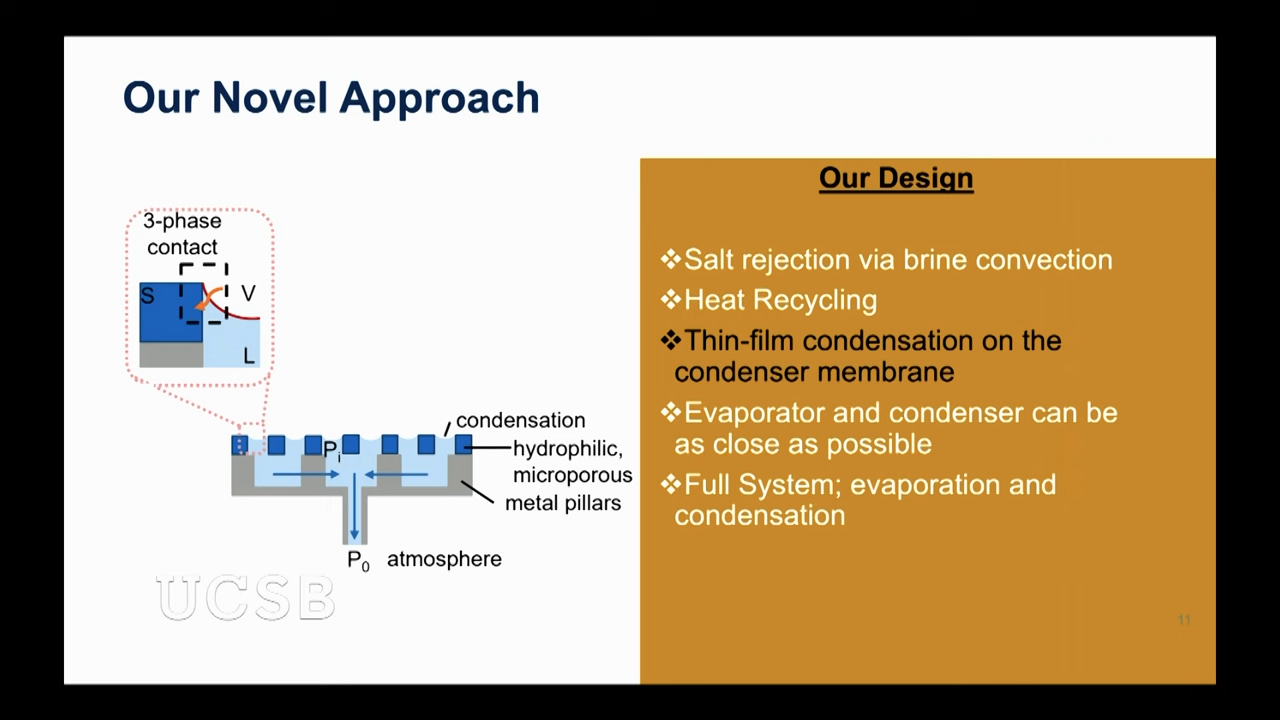 Our Novel Approach
3-phase
contact
S
V
L
condensation
hydrophilic,
microporous
metal pillars
Pi
P0 atmosphere
UCSB
Our Design
❖Salt rejection via brine convection
❖Heat Recycling
❖Thin-film condensation on the
condenser membrane
❖Evaporator and condenser can be
as close as possible
❖Full System; evaporation and
condensation
11